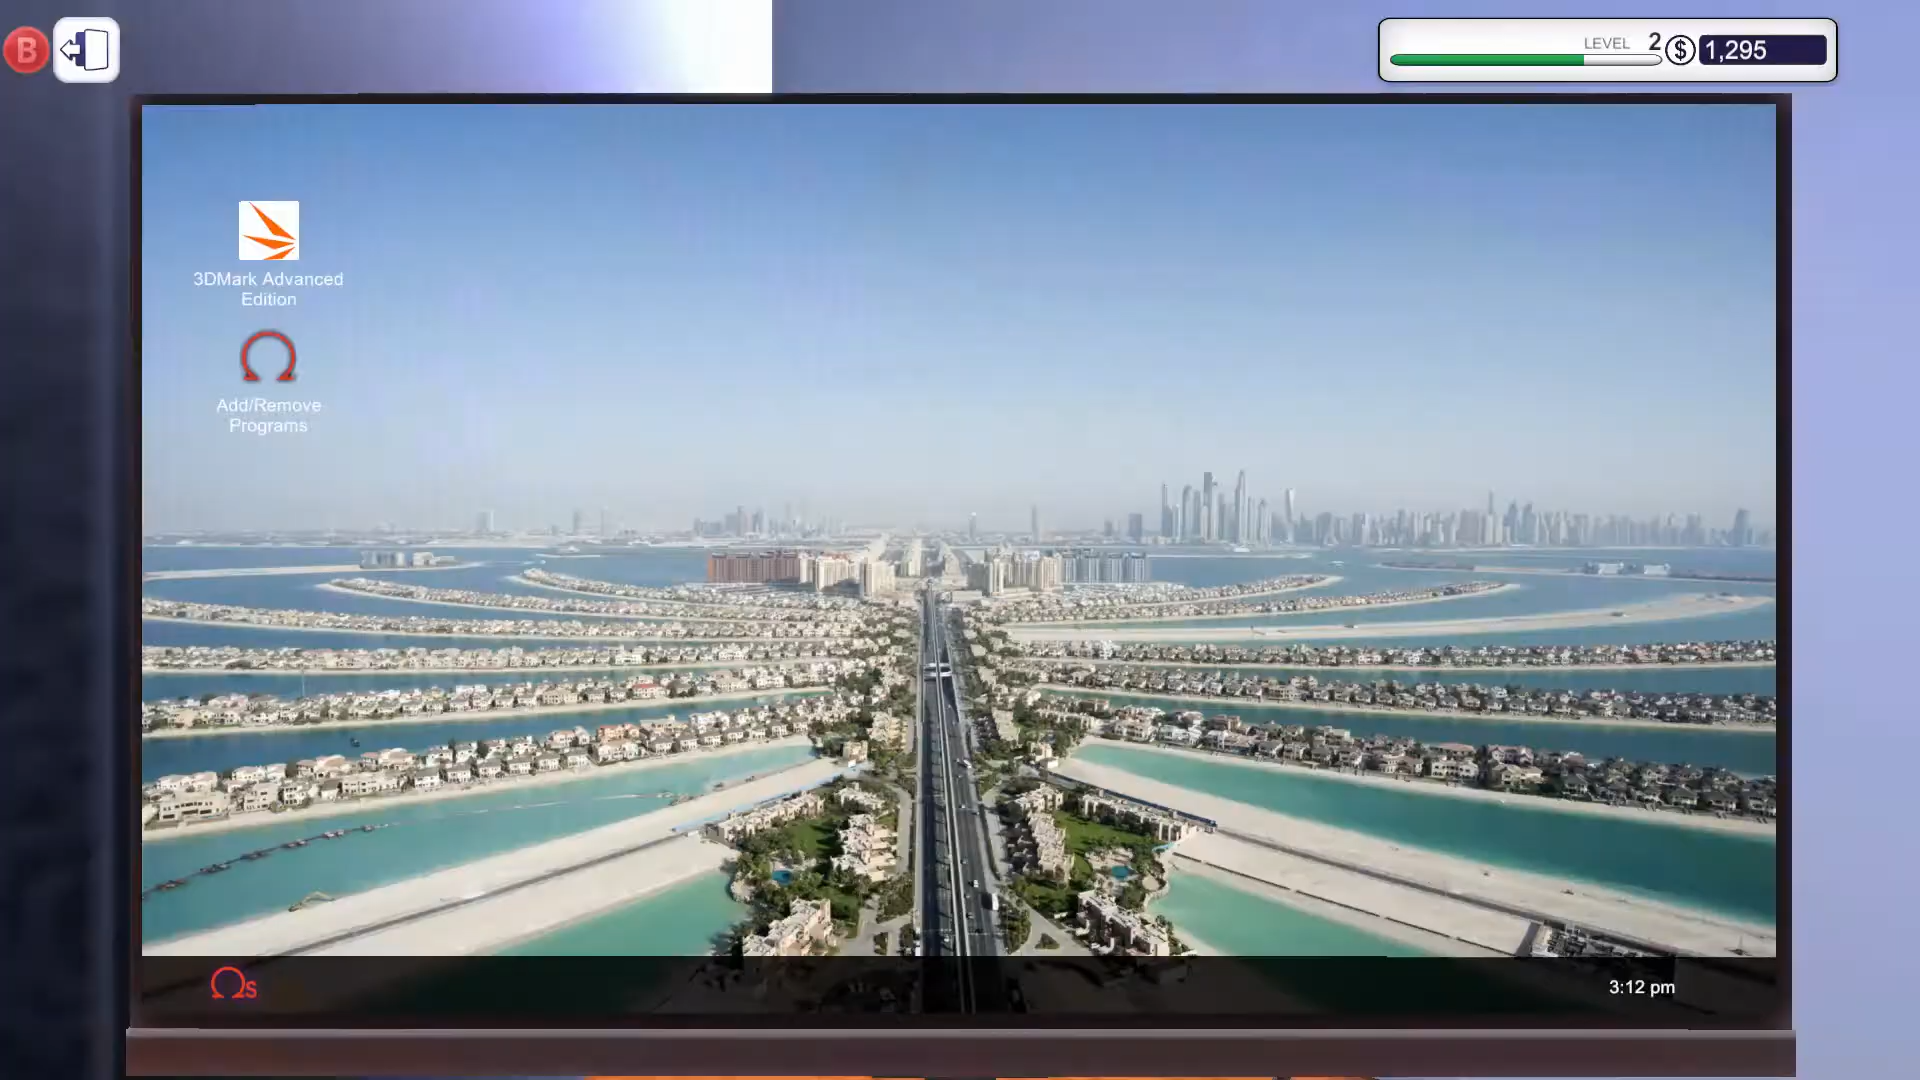 B
LEVEL 2
$ 1,295
3DMark Advanced
Edition
Add/Remove
Programs
Ωs
3:12 pm